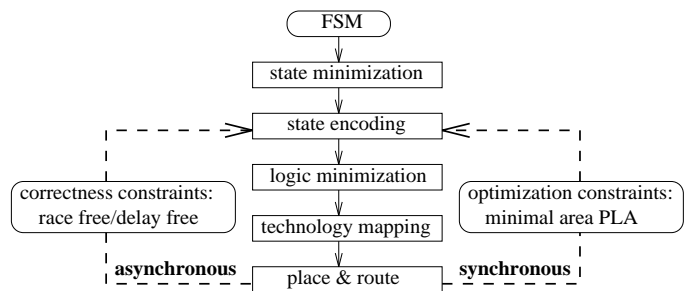 FSM
state minimization
state encoding
logic minimization
correctness constraints:
race free/delay free
optimization constraints:
minimal area PLA
technology mapping
asynchronous
place & route
synchronous